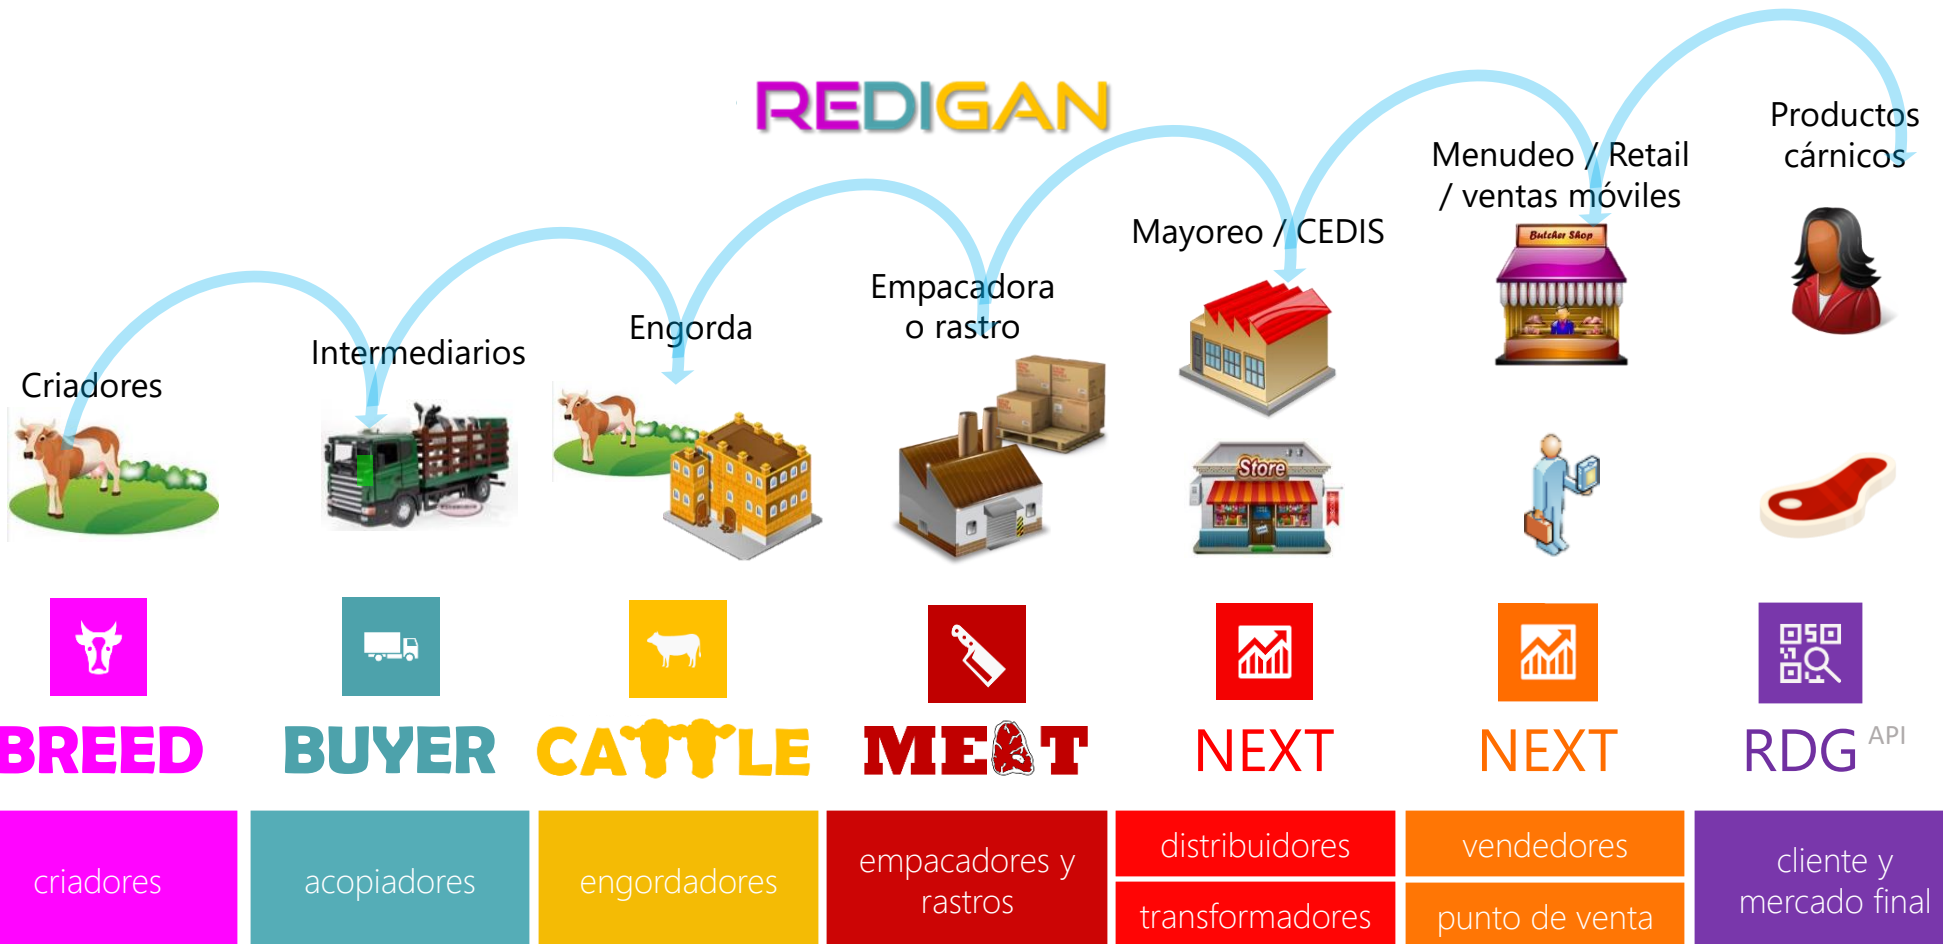 REDIGAN
Productos
cárnicos
Menudeo / Retail
/ ventas móviles
Butcher Shop
Mayoreo / CEDIS
Empacadora
o rastro
Engorda
Intermediarios
Criadores
Store
BREED
BUYER
CATTLE
MEAT
NEXT
NEXT
RDG API
criadores
acopiadores
engordadores
empacadores y
rastros
distribuidores
transformadores
vendedores
punto de venta
cliente y
mercado final